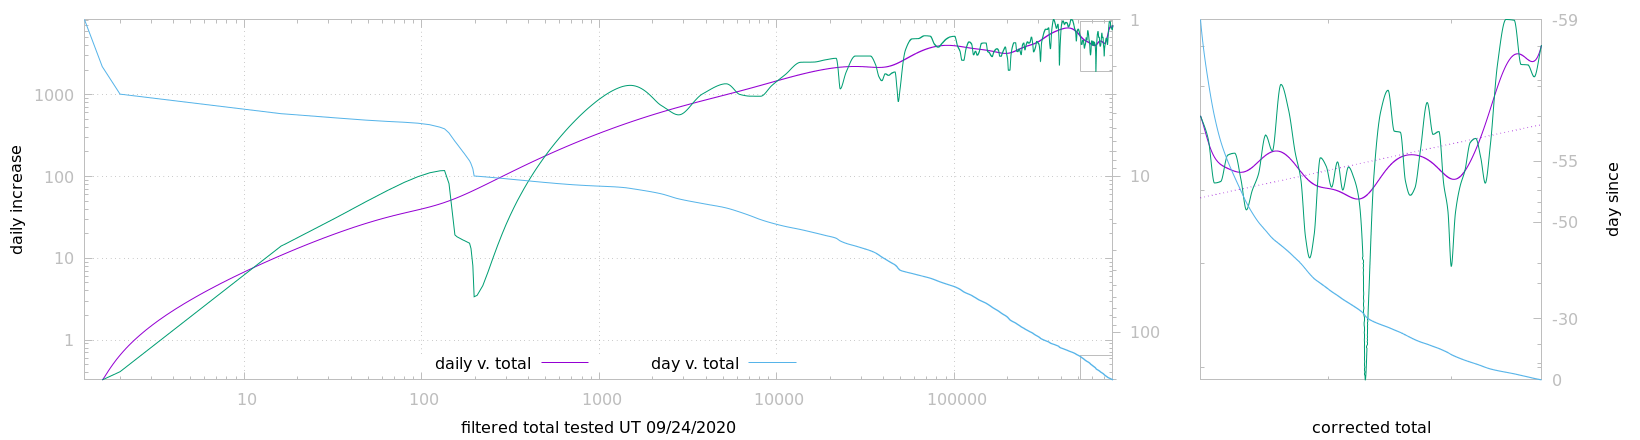 daily increase
1000
100
10
1
daily v. total
day v. total
10
100
1000
10000
100000
filtered total tested UT 09/24/2020
1
10
100
-59
-55
-50
-30
0
day since
corrected total